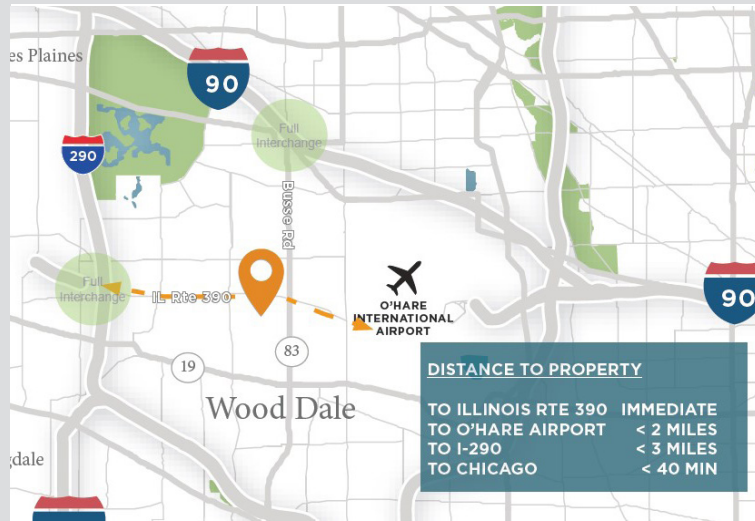 es Plaines
90
Full
Interchange
290
Busse Rd
Full
Interchange
IL Rte 390
O'HARE
INTERNATIONAL
AIRPORT
90
83
19
Wood Dale
gdale
DISTANCE TO PROPERTY
TO ILLINOIS RTE 390 IMMEDIATE
TO O'HARE AIRPORT < 2 MILES
TO I-290 < 3 MILES
TO CHICAGO < 40 MIN